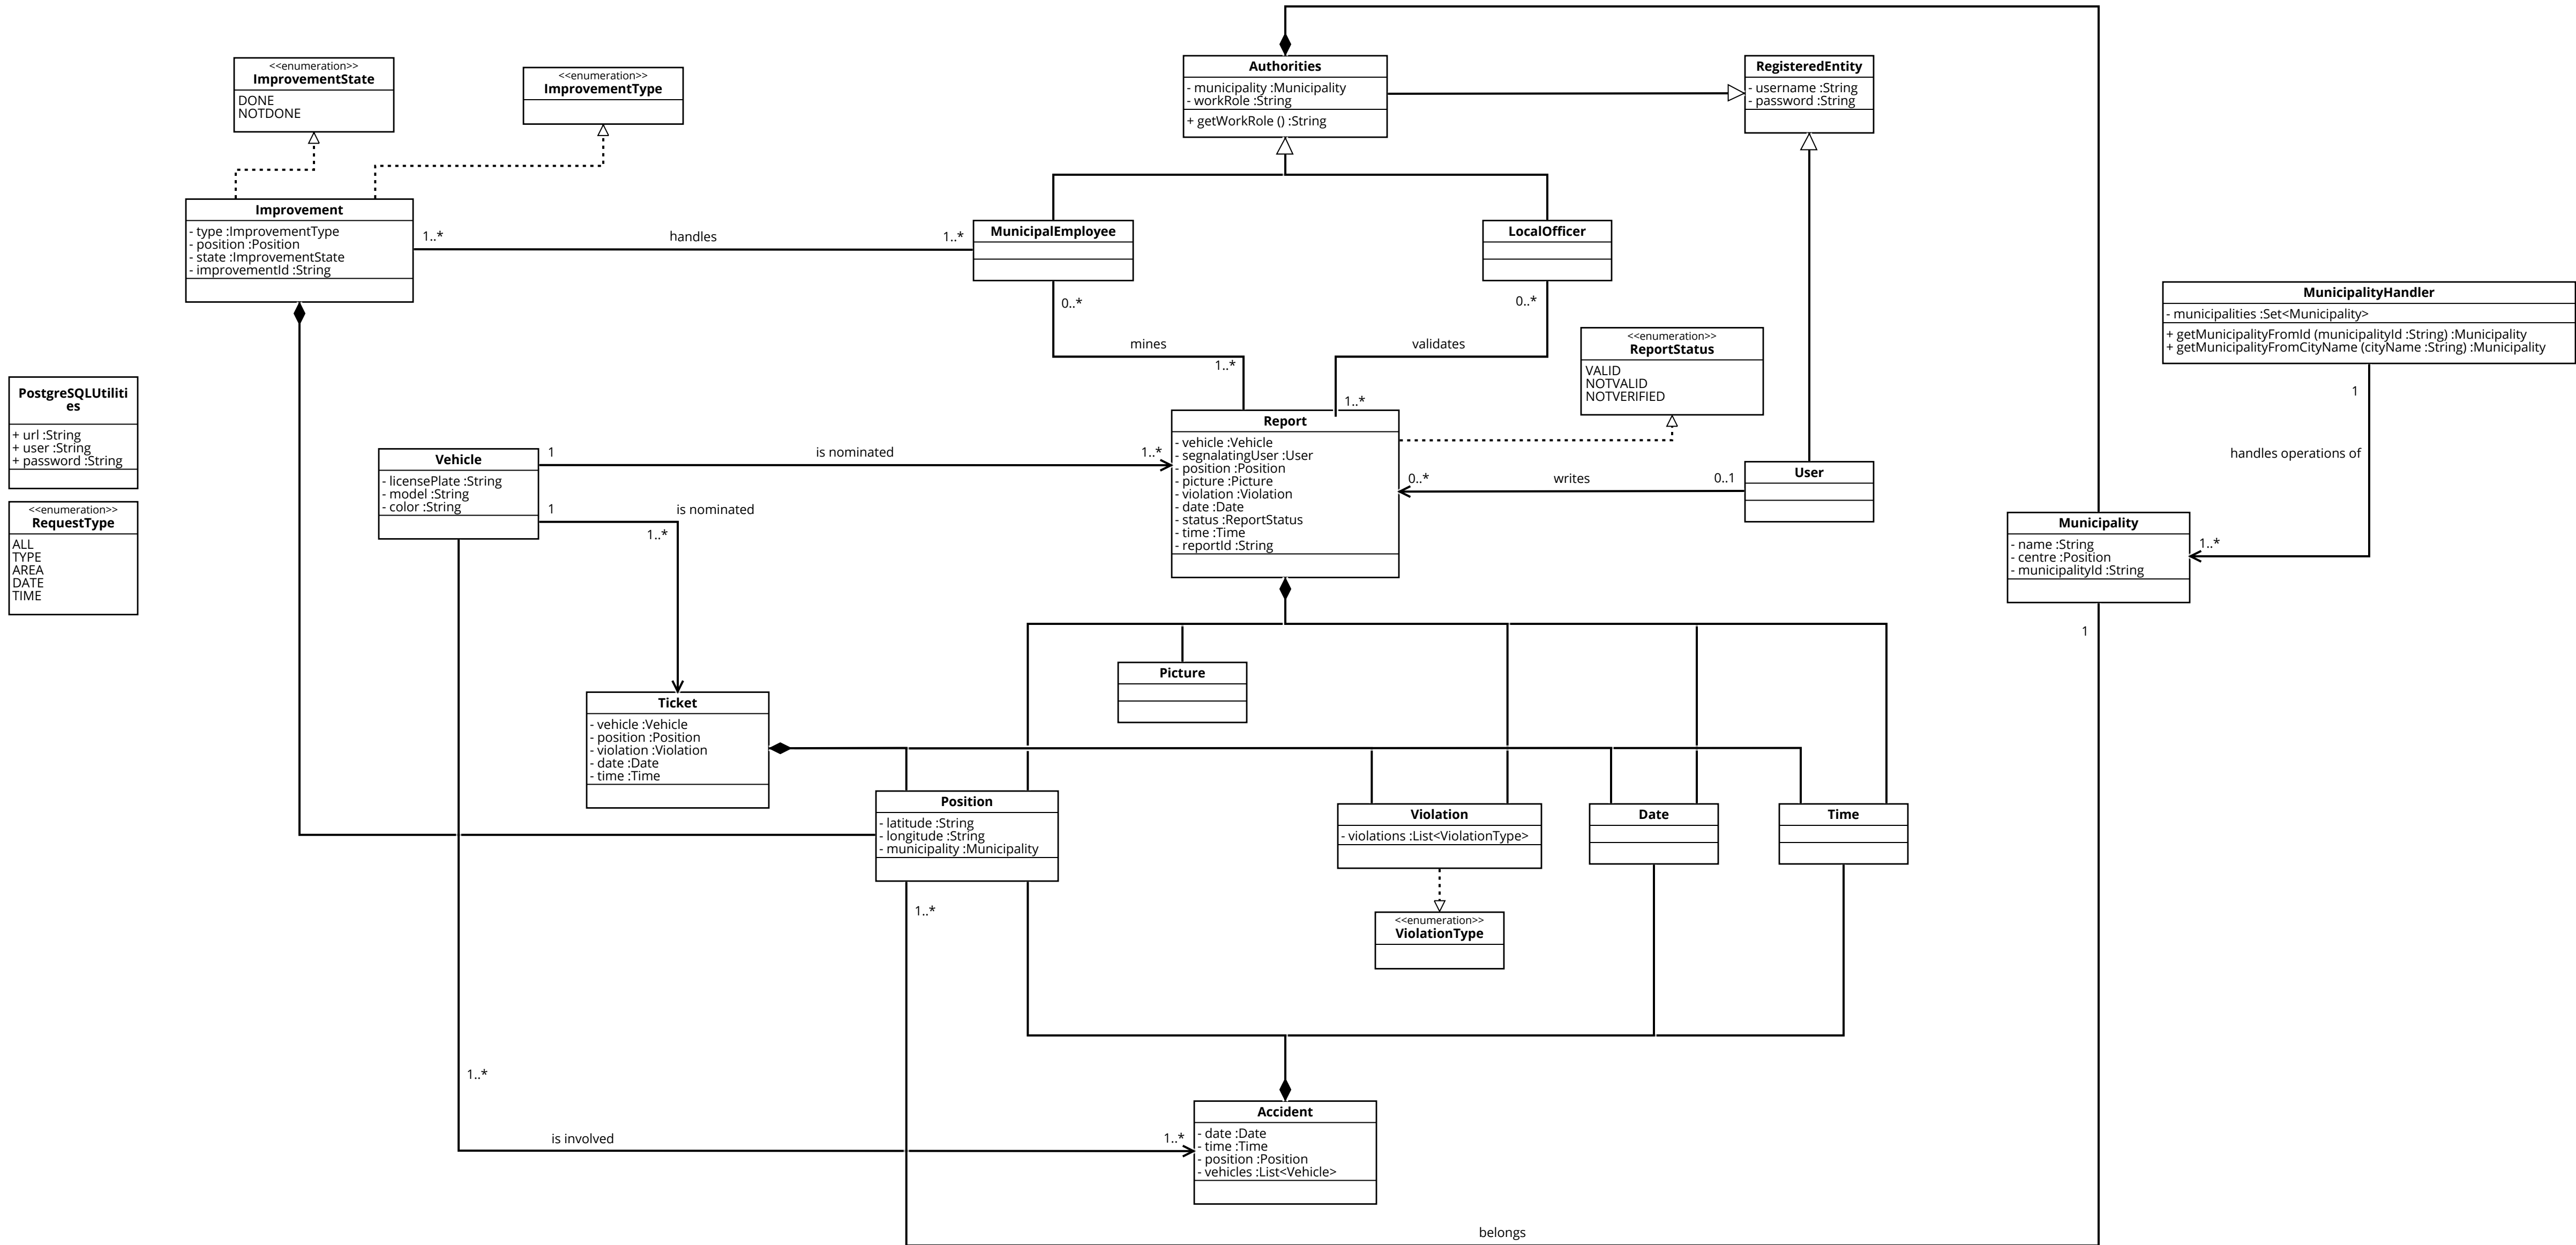 <<enumeration>>
ImprovementState
DONE
NOTDONE
<<enumeration>>
ImprovementType
Authorities
- municipality :Municipality
- workRole :String
+ getWorkRole () :String
RegisteredEntity
- username :String
- password :String
Improvement
- type :ImprovementType
- position :Position
- state :ImprovementState
- improvementId :String
1..*
handles
1..*
MunicipalEmployee
LocalOfficer
0..*
0..*
mines
validates
1..*
1..*
<<enumeration>>
ReportStatus
VALID
NOTVALID
NOTVERIFIED
MunicipalityHandler
- municipalities :Set<Municipality>
+ getMunicipalityFromId (municipalityId :String) :Municipality
+ getMunicipalityFromCityName (cityName :String) :Municipality
1
handles operations of
1..*
PostgreSQLUtiliti
es
+ url :String
+ user :String
+ password :String
<<enumeration>>
RequestType
ALL
TYPE
AREA
DATE
TIME
Vehicle
- licensePlate :String
- model :String
- color :String
1
is nominated
1..*
1
is nominated
1..*
Report
- vehicle :Vehicle
- segnalatingUser :User
- position :Position
- picture :Picture
- violation :Violation
- date :Date
- status :ReportStatus
- time :Time
- reportId :String
0..*
writes
0..1
User
Municipality
- name :String
- centre :Position
- municipalityId :String
1
Picture
Ticket
- vehicle :Vehicle
- position :Position
- violation :Violation
- date :Date
- time :Time
Position
- latitude :String
- longitude :String
- municipality :Municipality
Violation
- violations :List<ViolationType>
Date
Time
1..*
<<enumeration>>
ViolationType
1..*
is involved
1..*
Accident
- date :Date
- time :Time
- position :Position
- vehicles :List<Vehicle>
belongs